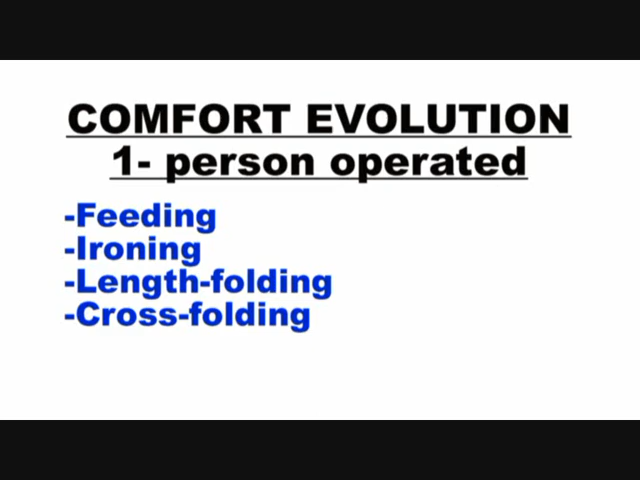 COMFORT EVOLUTION
1- person operated
-Feeding
-Ironing
-Length-folding
-Cross-folding